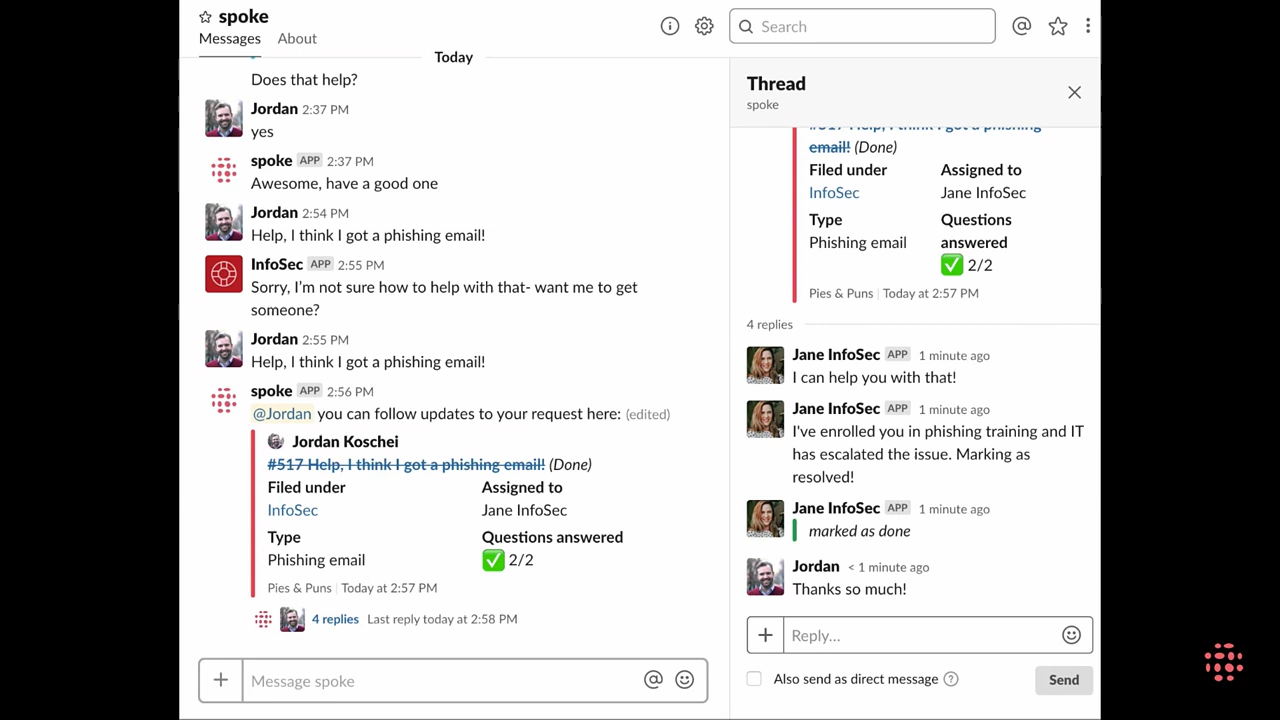 spoke
Messages About
Search
Today
Does that help?
Jordan 2:37 PM
yes
spoke APP 2:37 PM
Awesome, have a good one
Jordan 2:54 PM
Help, I think I got a phishing email!
InfoSec APP 2:55 PM
Sorry, I'm not sure how to help with that- want me to get
someone?
Jordan 2:55 PM
Help, I think I got a phishing email!
spoke APP 2:56 PM
@Jordan you can follow updates to your request here: (edited)
Jordan Koschei
#517 Help, I think I got a phishing email! (Done)
Filed under Assigned to
InfoSec Jane InfoSec
Type Questions answered
Phishing email 2/2
Pies & Puns Today at 2:57 PM
4 replies Last reply today at 2:58 PM
Message spoke
Thread
spoke
#517 Help, I think I got a phishing
email! (Done)
Filed under Assigned to
InfoSec Jane InfoSec
Type Questions
answered
Phishing email
2/2
Pies & Puns Today at 2:57 PM
4 replies
Jane InfoSec APP 1 minute ago
I can help you with that!
Jane InfoSec APP 1 minute ago
I've enrolled you in phishing training and IT
has escalated the issue. Marking as
resolved!
Jane InfoSec APP 1 minute ago
marked as done
Jordan < 1 minute ago
Thanks so much!
Reply...
Also send as direct message
Send